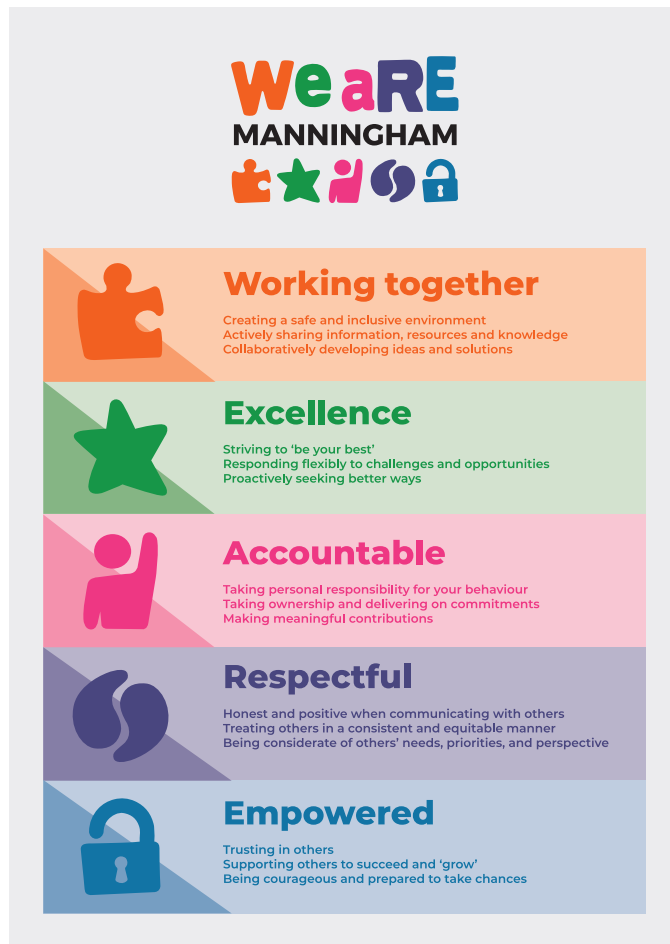 We aRE
MANNINGHAM
Working together
Creating a safe and inclusive environment
Actively sharing information, resources and knowledge
Collaboratively developing ideas and solutions
Excellence
Striving to ‘be your best’
Responding flexibly to challenges and opportunities
Proactively seeking better ways
Accountable
Taking personal responsibility for your behaviour
Taking ownership and delivering on commitments
Making meaningful contributions
Respectful
Honest and positive when communicating with others
Treating others in a consistent and equitable manner
Being considerate of others’ needs, priorities, and perspective
Empowered
Trusting in others
Supporting others to succeed and ‘grow’
Being courageous and prepared to take chances